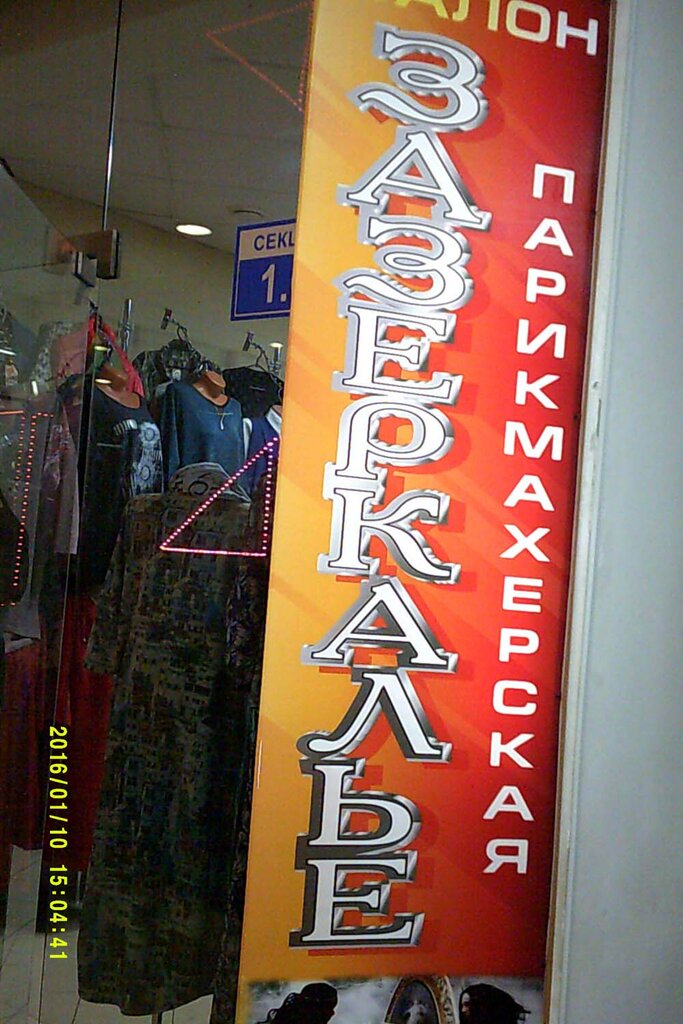 АЛОН
ЗАЗЕРКАЛЬЕ
ПАРИКМАХЕРСКАЯ
СЕКЦ
1.
2016/01/10 15:04:41